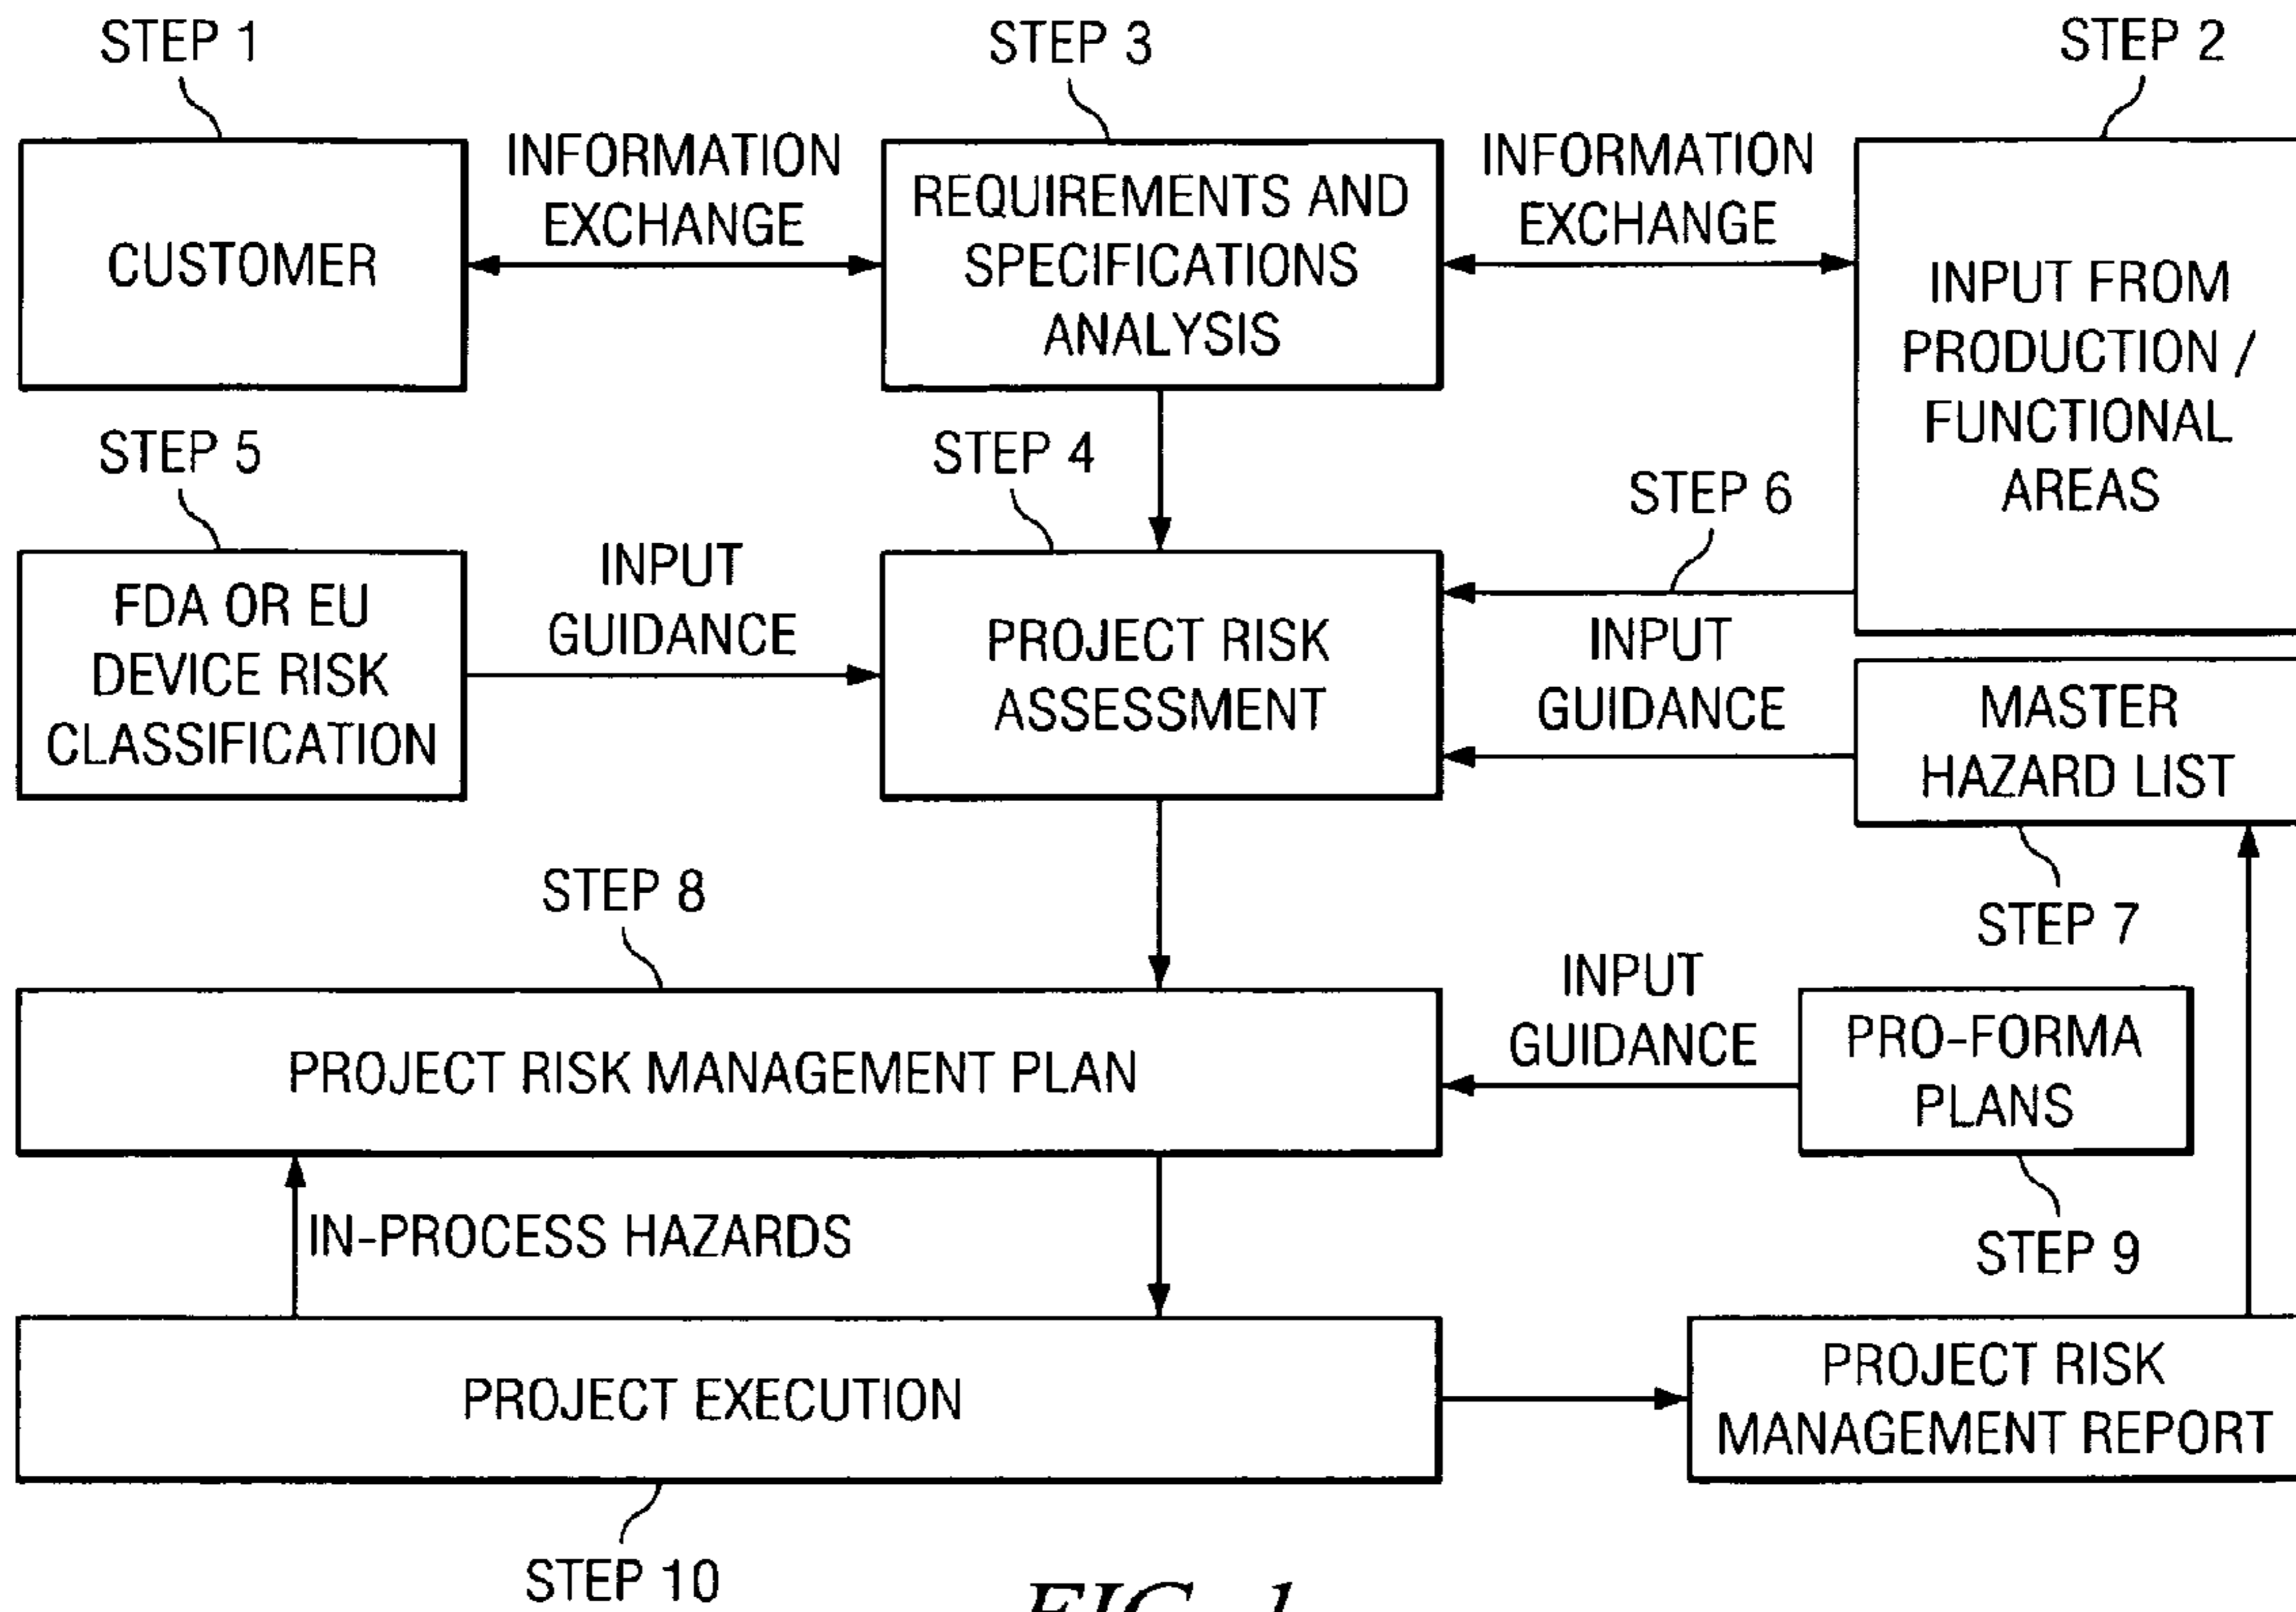 STEP 1
STEP 3
STEP 2
CUSTOMER
INFORMATION
EXCHANGE
REQUIREMENTS AND
SPECIFICATIONS
ANALYSIS
INFORMATION
EXCHANGE
INPUT FROM
PRODUCTION /
FUNCTIONAL
AREAS
STEP 5
STEP 4
STEP 6
FDA OR EU
DEVICE RISK
CLASSIFICATION
INPUT
GUIDANCE
PROJECT RISK
ASSESSMENT
INPUT
GUIDANCE
MASTER
HAZARD LIST
STEP 7
STEP 8
PROJECT RISK MANAGEMENT PLAN
INPUT
GUIDANCE
PRO-FORMA
PLANS
STEP 9
IN-PROCESS HAZARDS
PROJECT EXECUTION
PROJECT RISK
MANAGEMENT REPORT
STEP 10
FIG. 1